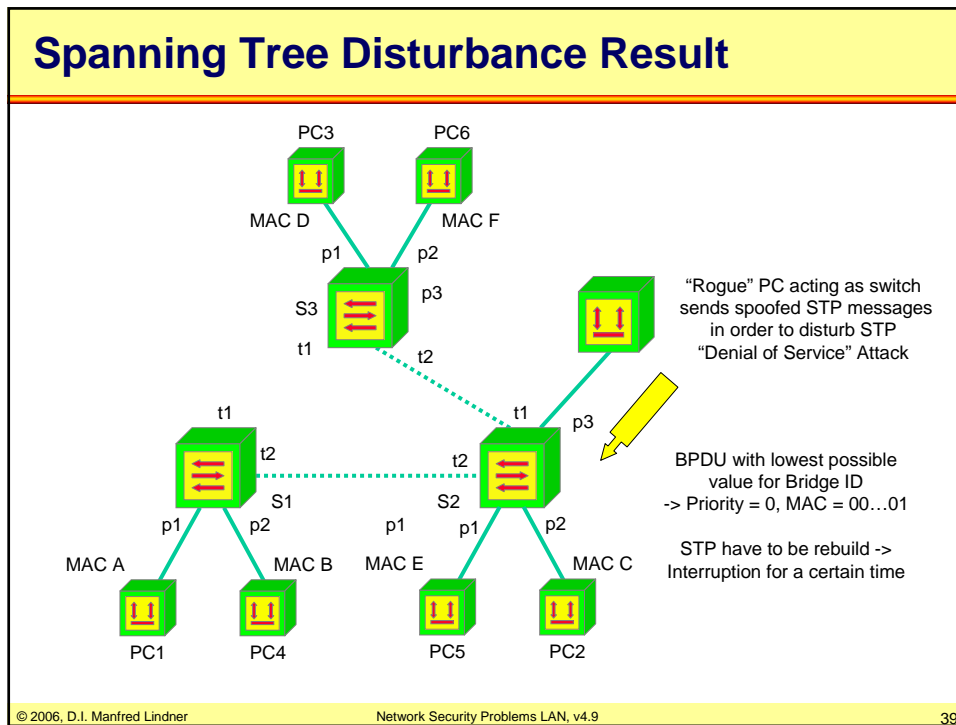 Spanning Tree Disturbance Result
PC3
PC6
MAC D
MAC F
p1
p2
S3
p3
t1
t2
“Rogue” PC acting as switch
sends spoofed STP messages
in order to disturb STP
“Denial of Service” Attack
t1
t2
S1
p1
p2
t1
p3
t2
S2
p1
p1
p2
BPDU with lowest possible
value for Bridge ID
-> Priority = 0, MAC = 00…01
STP have to be rebuild ->
Interruption for a certain time
MAC A
MAC B
MAC E
MAC C
PC1
PC4
PC5
PC2
© 2006, D.I. Manfred Lindner
Network Security Problems LAN, v4.9
39